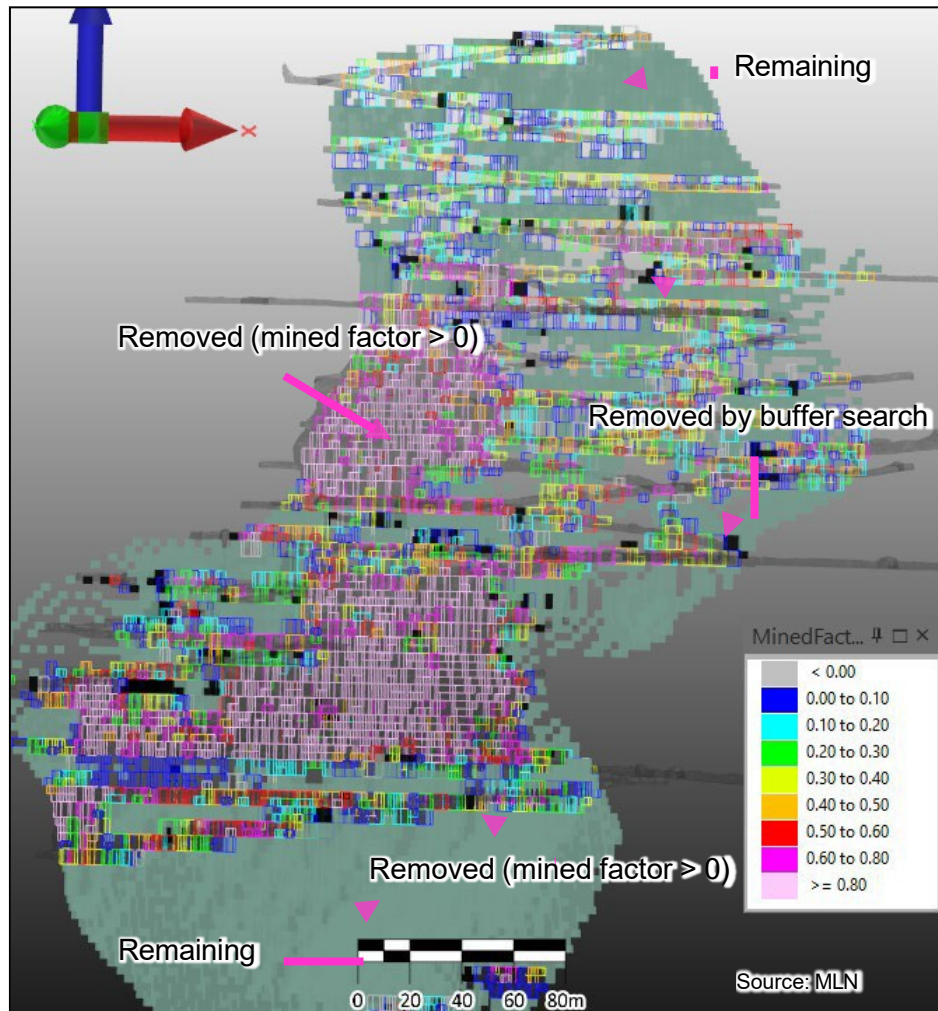 Remaining
x
Removed (mined factor > 0)
Removed by buffer search
MinedFact...
< 0.00
0.00 to 0.10
0.10 to 0.20
0.20 to 0.30
0.30 to 0.40
0.40 to 0.50
0.50 to 0.60
0.60 to 0.80
>= 0.80
Removed (mined factor > 0)
Remaining
0 20 40 60 80m
Source: MLN